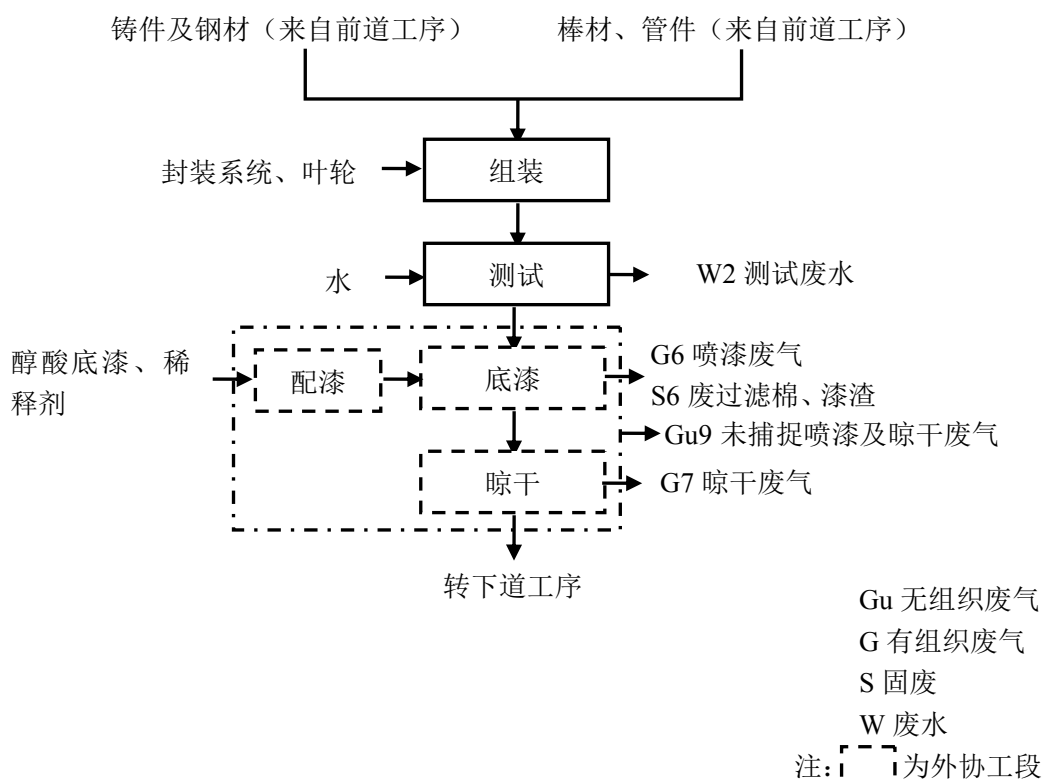 铸件及钢材（来自前道工序）
棒材、管件（来自前道工序）
封装系统、叶轮
组装
水
测试
W2 测试废水
醇酸底漆、稀
释剂
配漆
底漆
G6 喷漆废气
S6 废过滤棉、漆渣
Gu9 未捕捉喷漆及晾干废气
晾干
G7 晾干废气
转下道工序
Gu 无组织废气
G 有组织废气
S 固废
W 废水
注：为外协工段